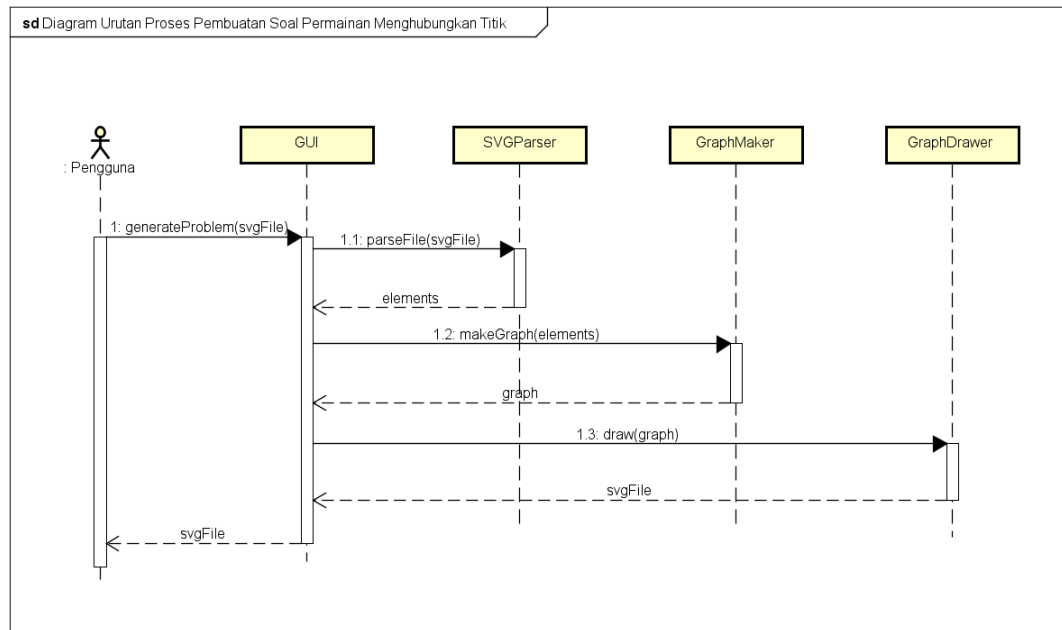 sd Diagram Urutan Proses Pembuatan Soal Permainan Menghubungkan Titik
: Pengguna
GUI
SVGParser
GraphMaker
GraphDrawer
1: generateProblem(svgFile)
1.1: parseFile(svgFile)
elements
1.2: makeGraph(elements)
graph
1.3: draw(graph)
svgFile
svgFile